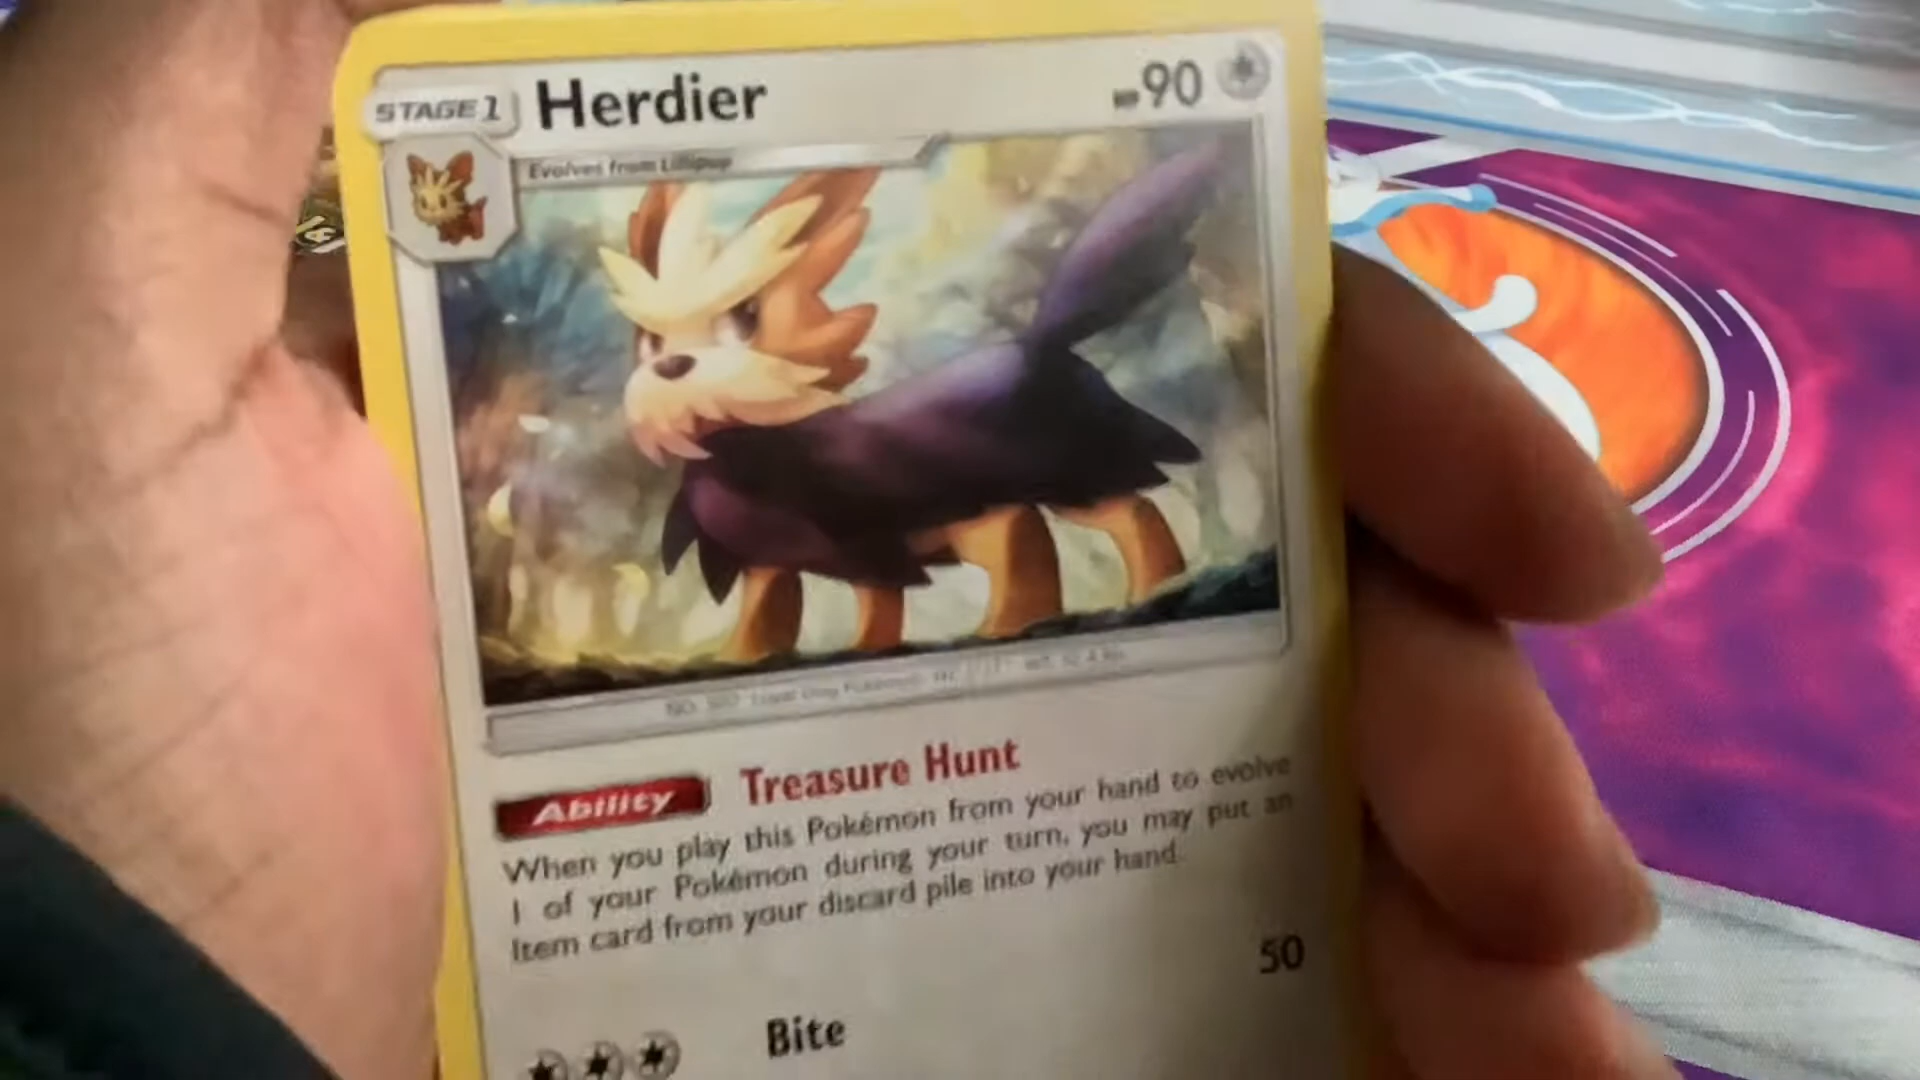 STAGE 1 Herdier HP 90
Evolves from Lillipup
Ability Treasure Hunt
When you play this Pokémon from your hand to evolve
1 of your Pokémon during your turn, you may put an
Item card from your discard pile into your hand.
Bite 50